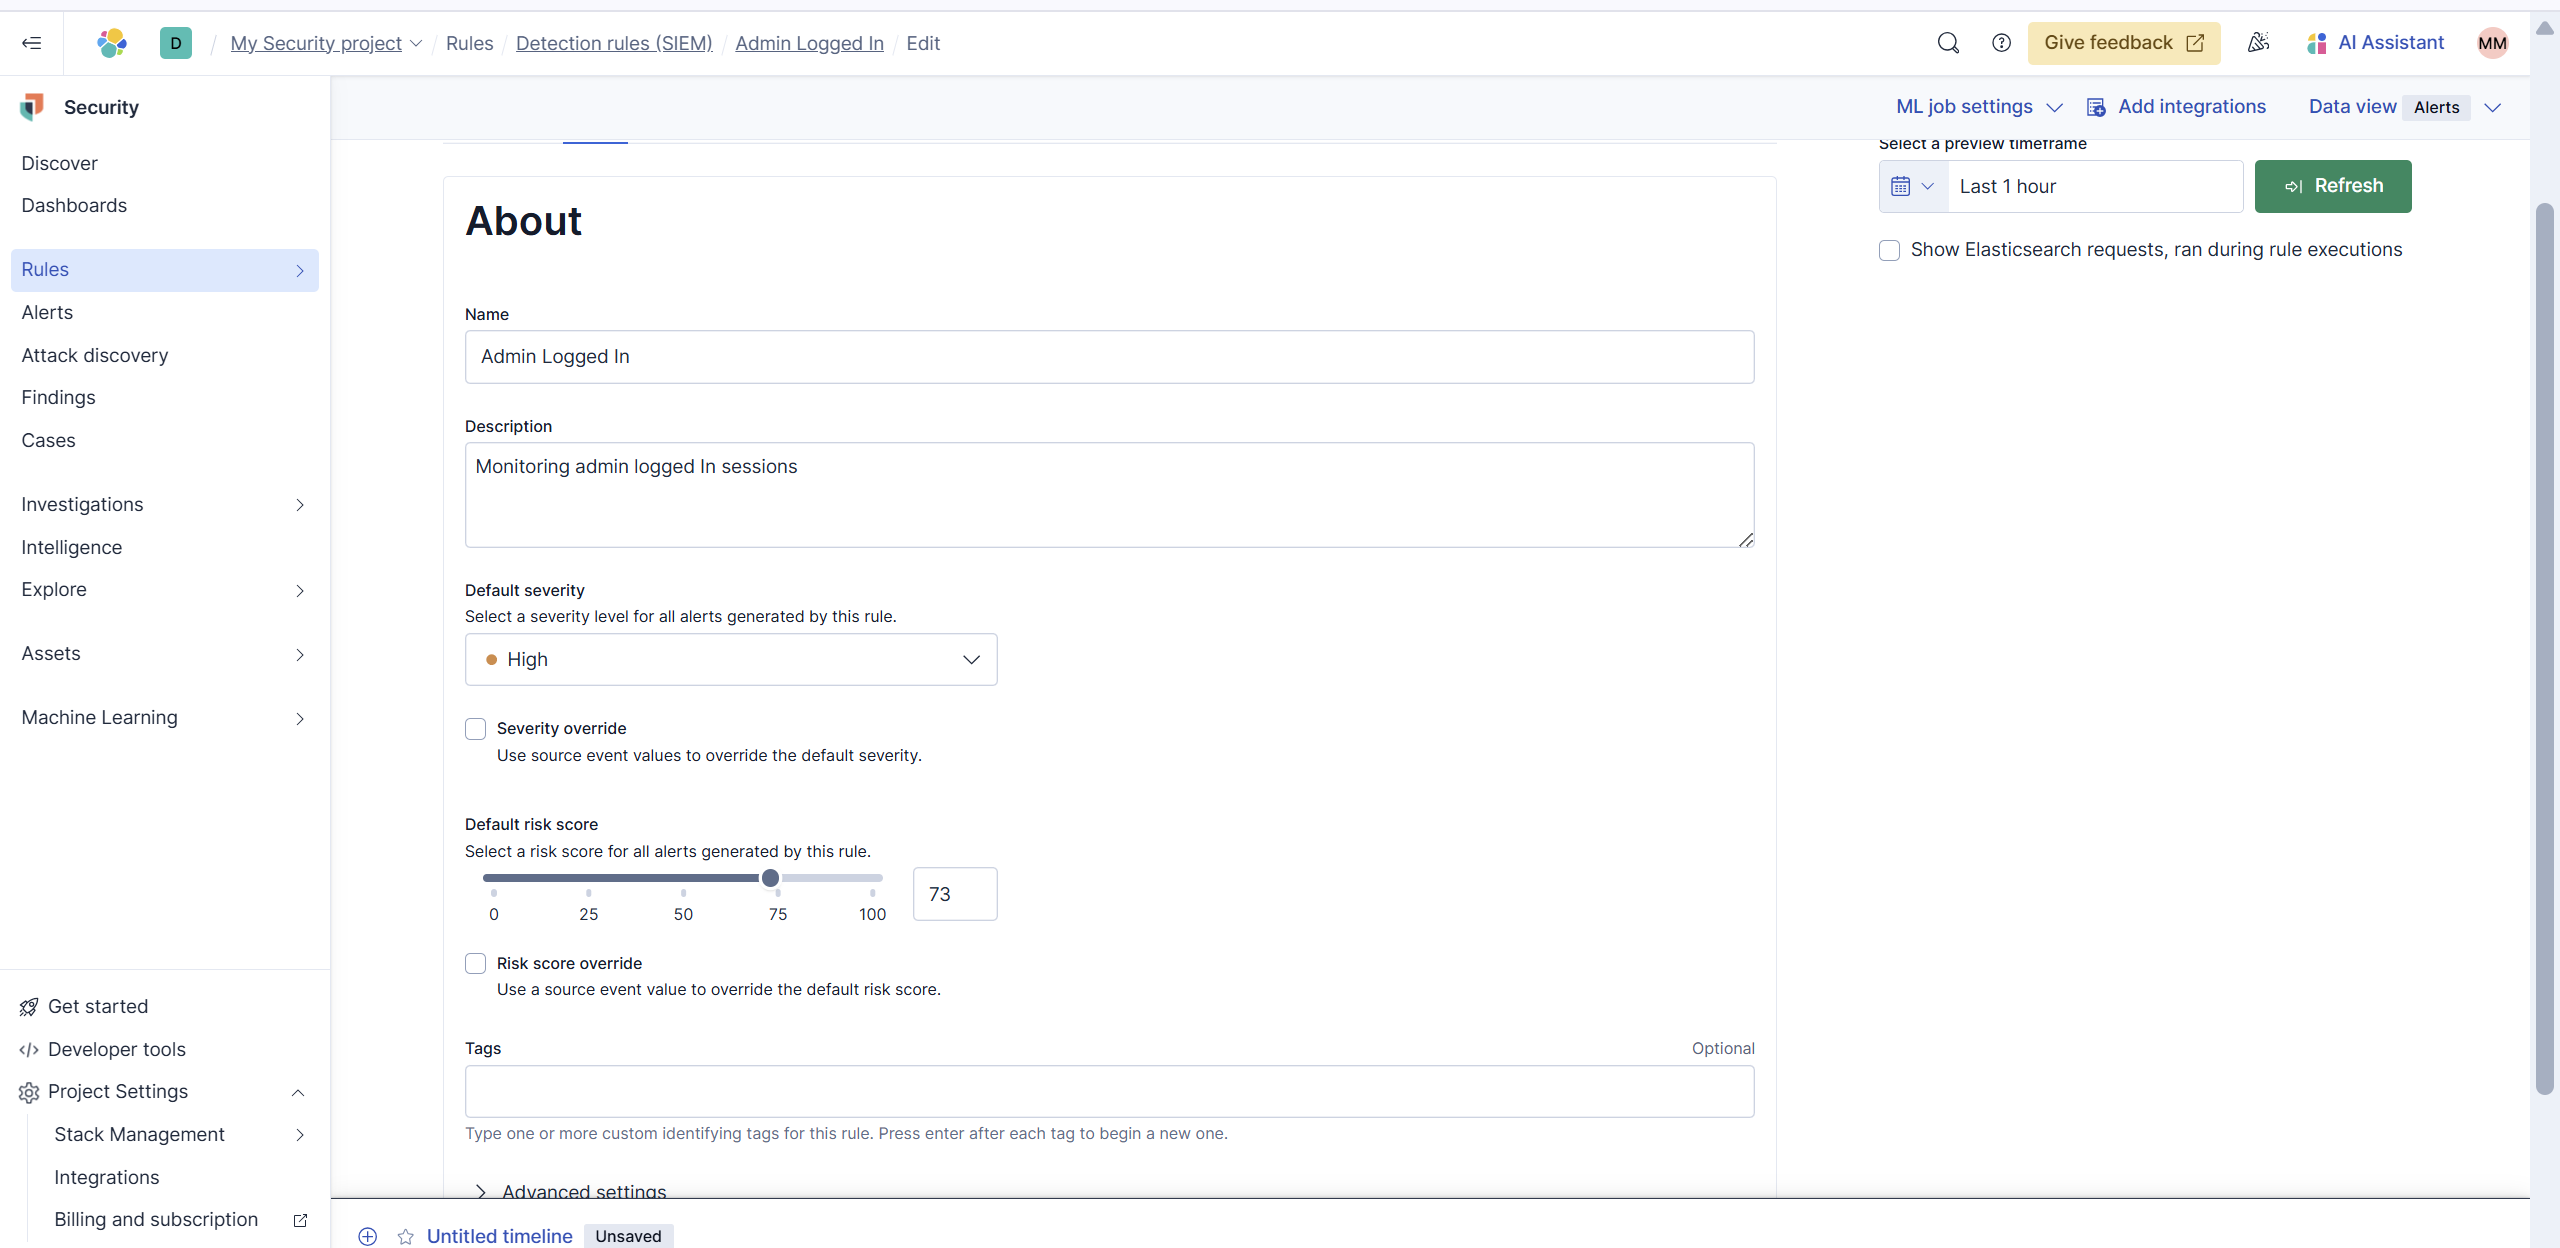 D / My Security project / Rules / Detection rules (SIEM) / Admin Logged In / Edit
Give feedback
AI Assistant
MM
Security
ML job settings
Add integrations
Data view Alerts
Discover
Dashboards
Rules
Alerts
Attack discovery
Findings
Cases
Investigations
Intelligence
Explore
Assets
Machine Learning
Get started
Developer tools
Project Settings
Stack Management
Integrations
Billing and subscription
About
Name
Admin Logged In
Description
Monitoring admin logged In sessions
Default severity
Select a severity level for all alerts generated by this rule.
High
Severity override
Use source event values to override the default severity.
Default risk score
Select a risk score for all alerts generated by this rule.
0 25 50 75 100
73
Risk score override
Use a source event value to override the default risk score.
Tags
Optional
Type one or more custom identifying tags for this rule. Press enter after each tag to begin a new one.
Advanced settings
Select a preview timeframe
Last 1 hour
Refresh
Show Elasticsearch requests, ran during rule executions
Untitled timeline Unsaved